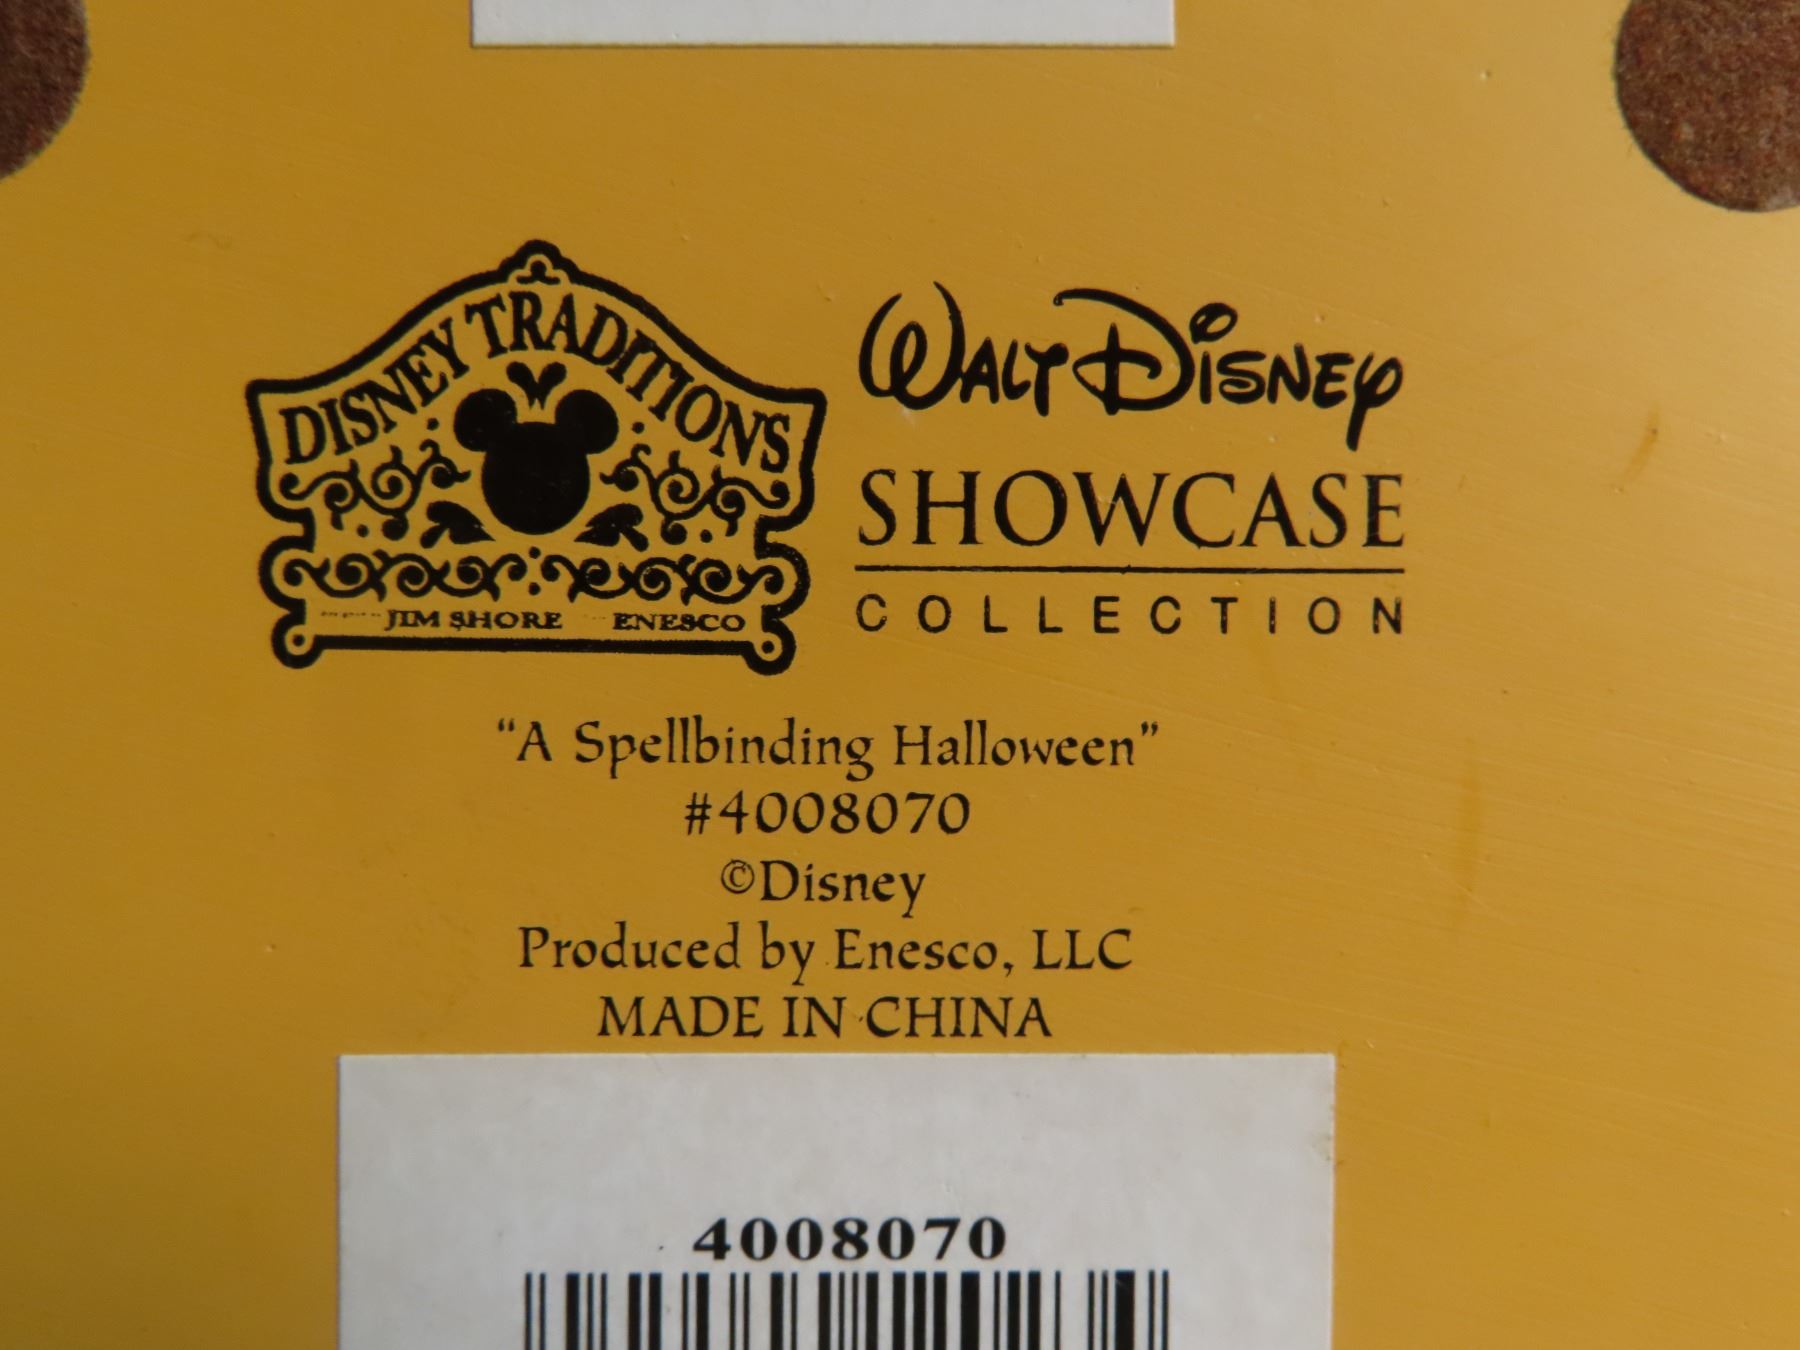 DISNEY TRADITIONS
JIM SHORE ENESCO
WALT DISNEY
SHOWCASE
COLLECTION
“A Spellbinding Halloween”
#4008070
©Disney
Produced by Enesco, LLC
MADE IN CHINA
4008070